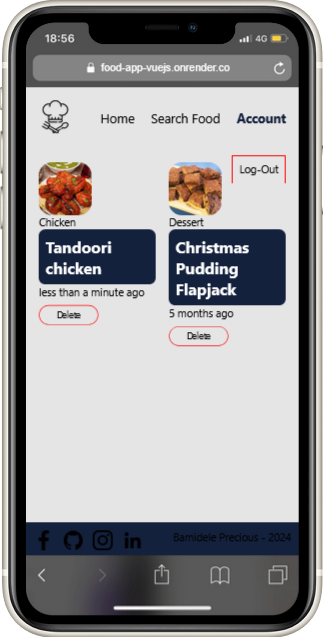 18:56
4G
food-app-vuejs.onrender.co
Home Search Food Account
Log-Out
Chicken
Tandoori
chicken
less than a minute ago
Delete
Dessert
Christmas
Pudding
Flapjack
5 months ago
Delete
Bamidele Precious - 2024